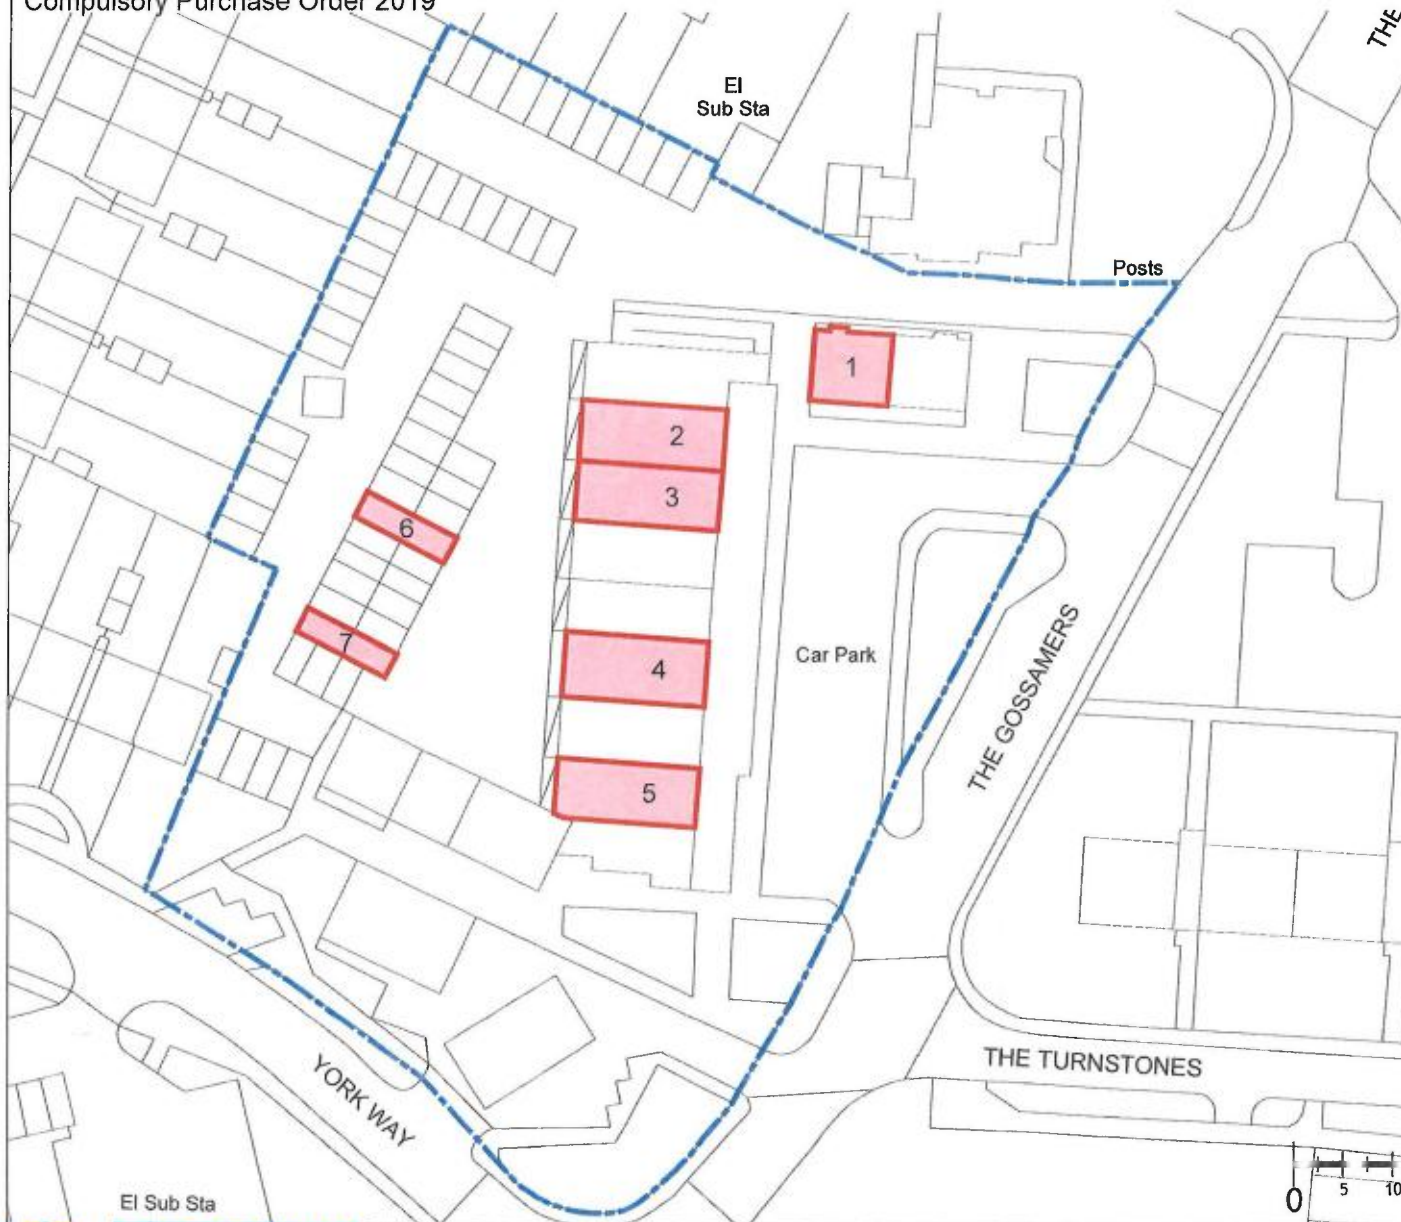 Compulsory Purchase Order 2019
THE
El
Sub Sta
Posts
1
2
3
6
7
4
Car Park
5
THE GOSSAMERS
YORK WAY
THE TURNSTONES
El Sub Sta
0 5 10